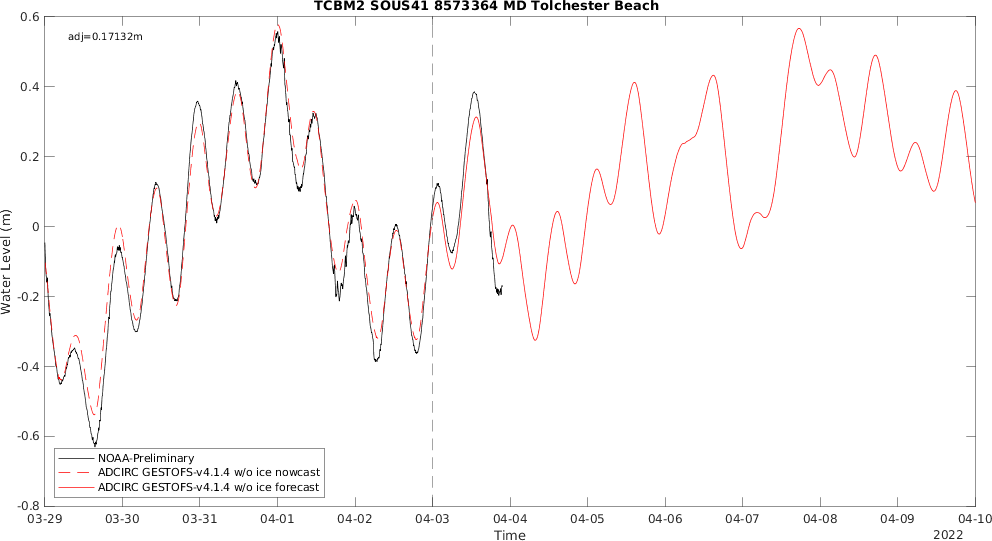 TCBM2 SOUS41 8573364 MD Tolchester Beach
adj=0.17132m
0.6
0.4
0.2
0
-0.2
-0.4
-0.6
-0.8
Water Level (m)
NOAA-Preliminary
ADCIRC GESTOFS-v4.1.4 w/o ice nowcast
ADCIRC GESTOFS-v4.1.4 w/o ice forecast
03-29 03-30 03-31 04-01 04-02 04-03 04-04 04-05 04-06 04-07 04-08 04-09 04-10
Time
2022